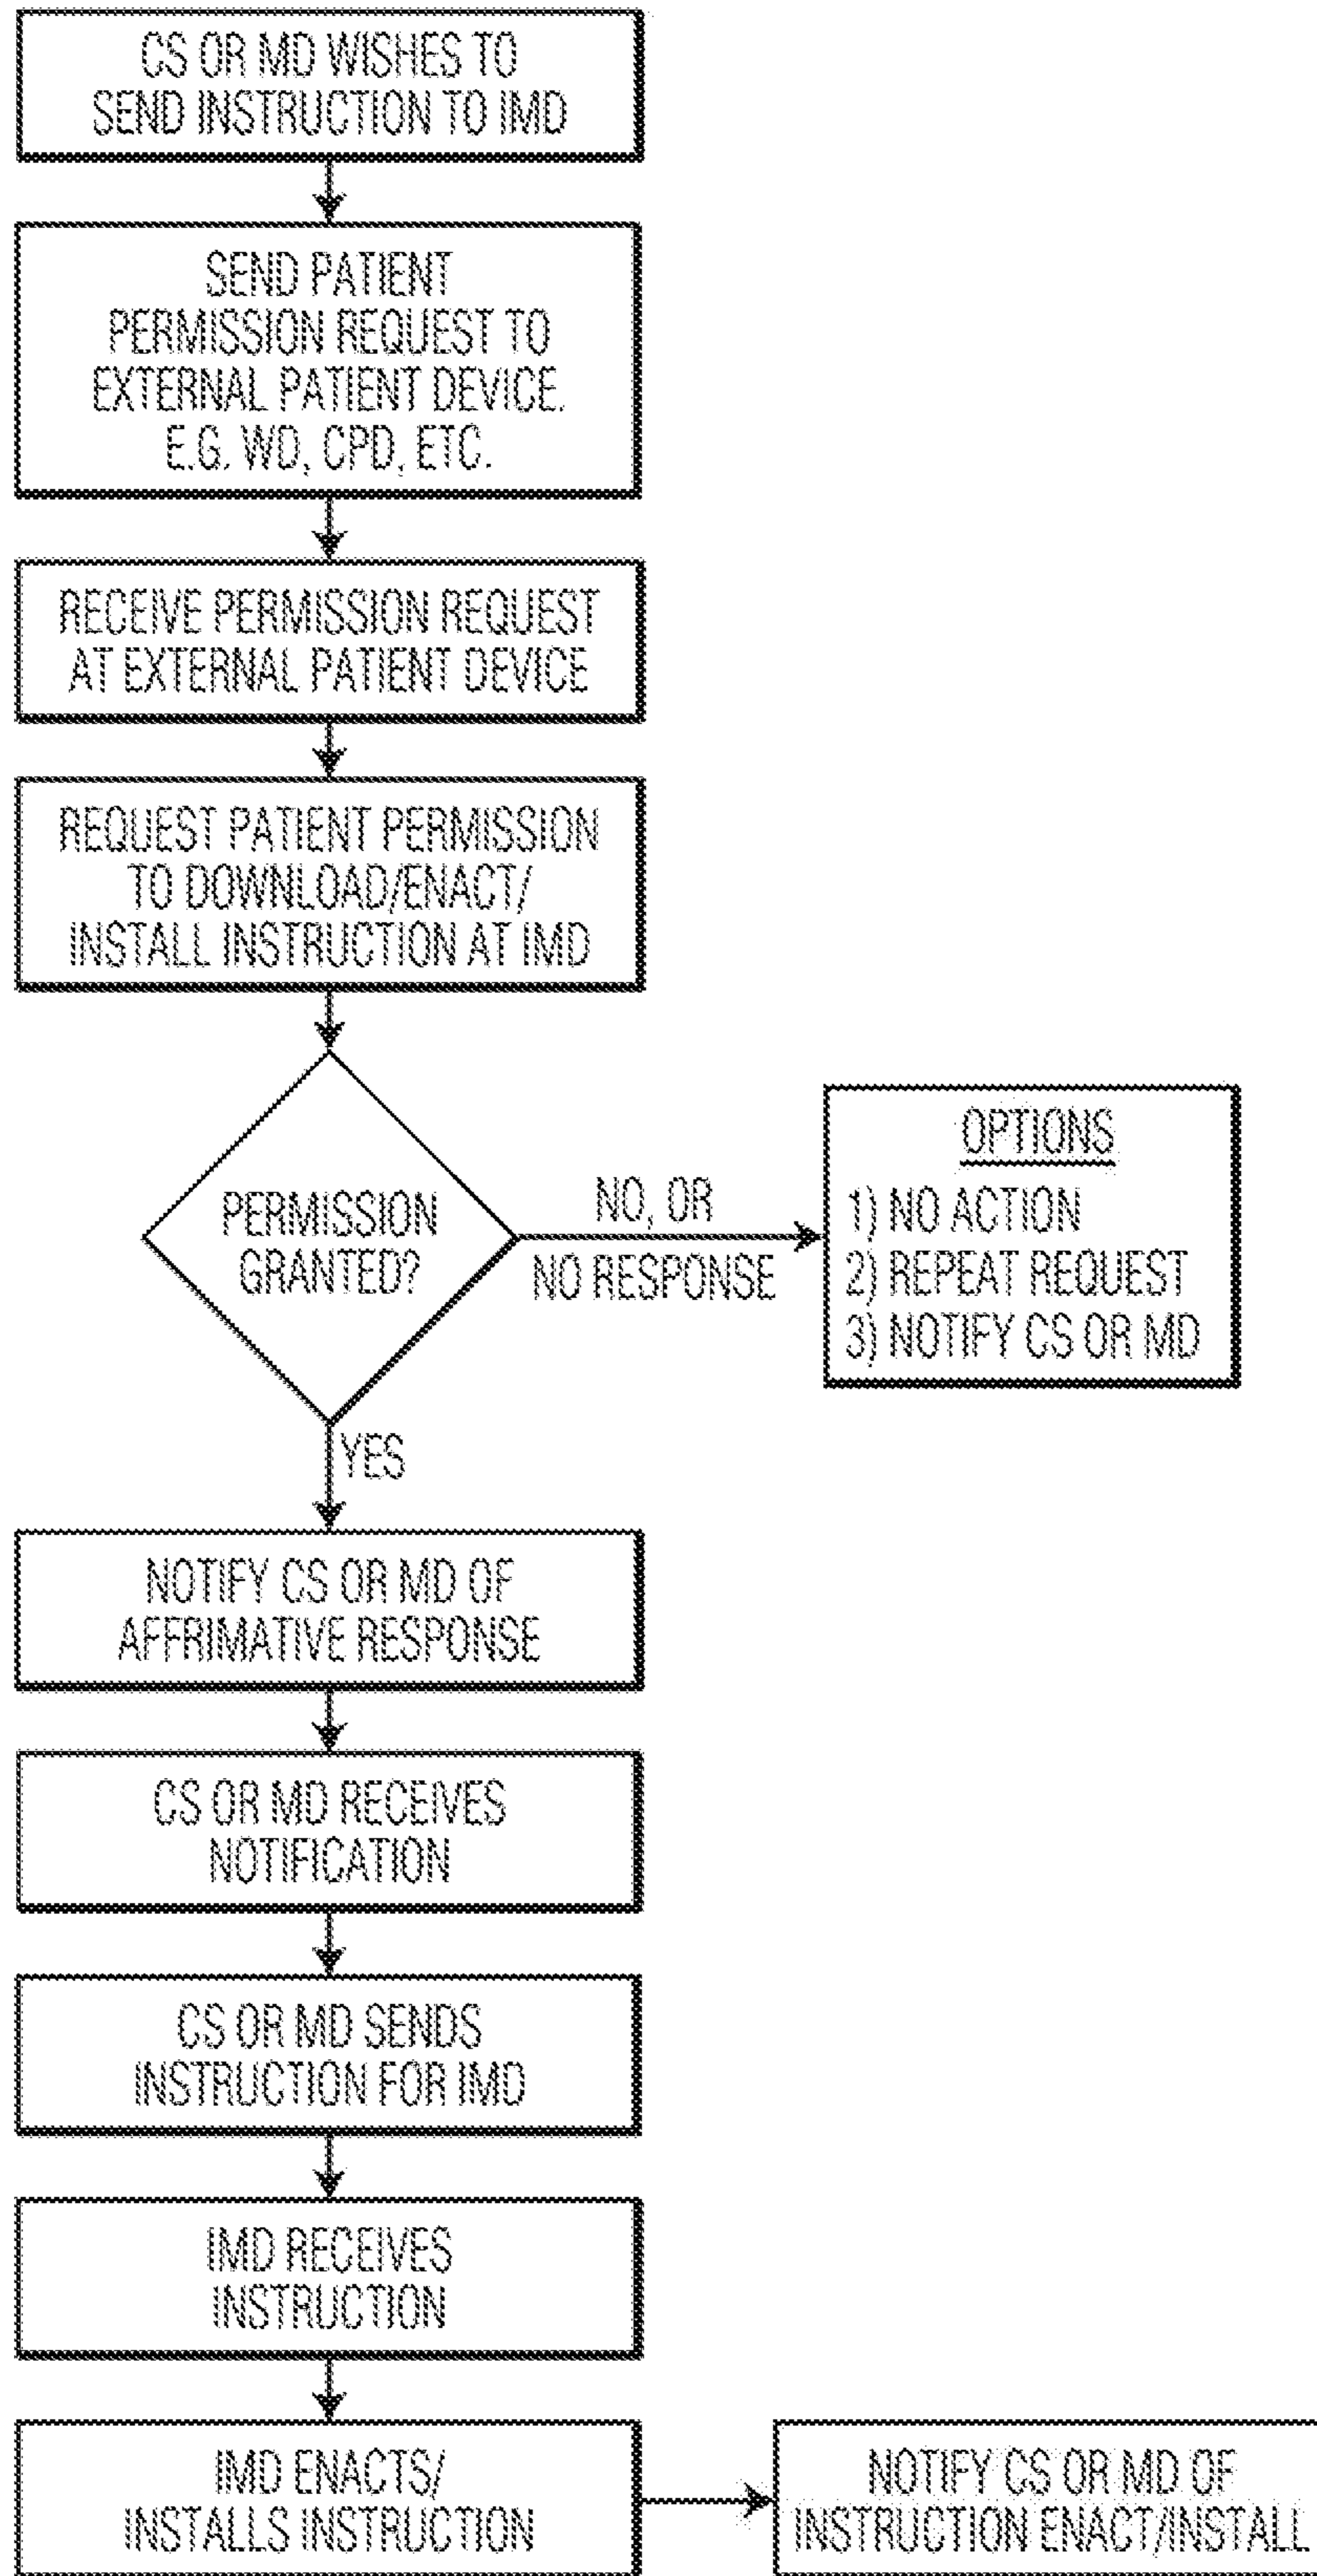 CS OR MD WISHES TO
SEND INSTRUCTION TO IMD
SEND PATIENT
PERMISSION REQUEST TO
EXTERNAL PATIENT DEVICE.
E.G. WD, CPD, ETC.
RECEIVE PERMISSION REQUEST
AT EXTERNAL PATIENT DEVICE
REQUEST PATIENT PERMISSION
TO DOWNLOAD/ENACT/
INSTALL INSTRUCTION AT IMD
PERMISSION
GRANTED?
NO, OR
NO RESPONSE
OPTIONS
1) NO ACTION
2) REPEAT REQUEST
3) NOTIFY CS OR MD
YES
NOTIFY CS OR MD OF
AFFRIMATIVE RESPONSE
CS OR MD RECEIVES
NOTIFICATION
CS OR MD SENDS
INSTRUCTION FOR IMD
IMD RECEIVES
INSTRUCTION
IMD ENACTS/
INSTALLS INSTRUCTION
NOTIFY CS OR MD OF
INSTRUCTION ENACT/INSTALL